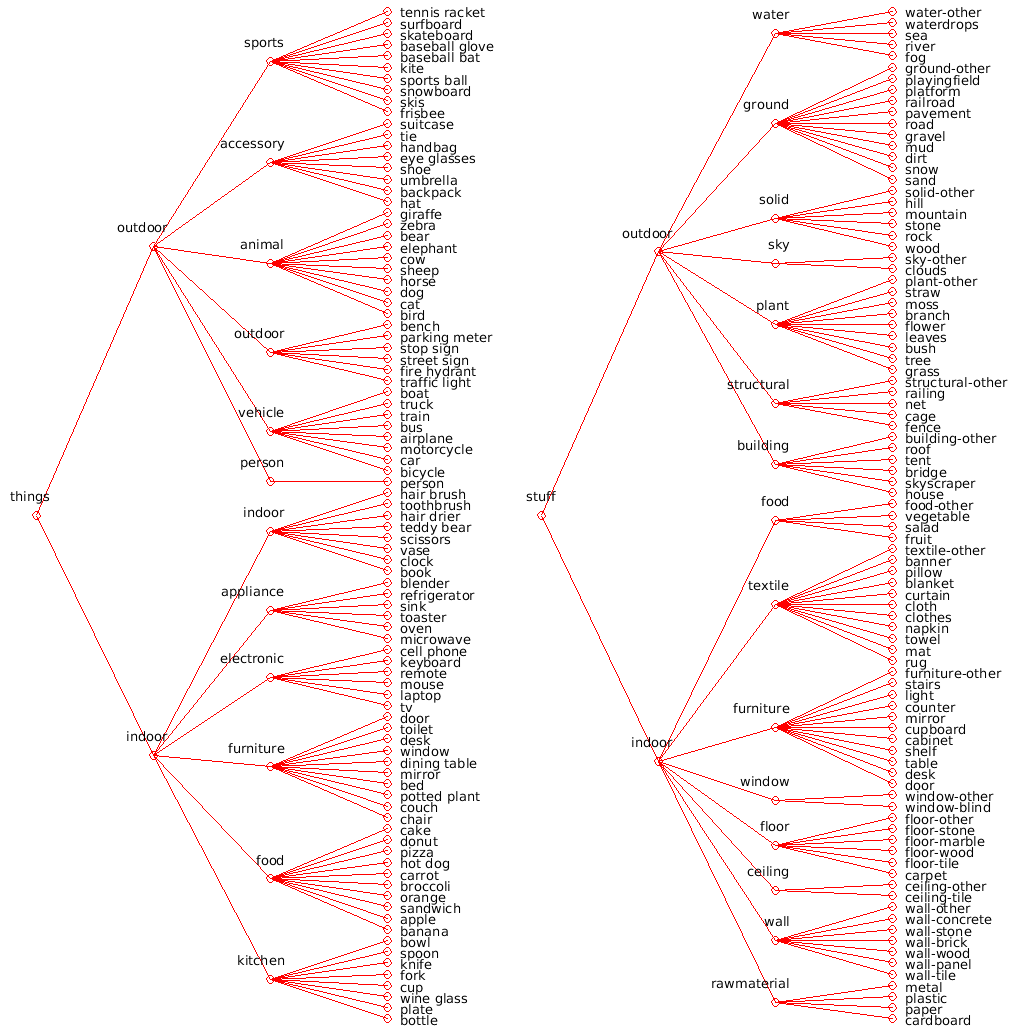 things
outdoor
sports
tennis racket
surfboard
skateboard
baseball glove
baseball bat
kite
sports ball
snowboard
skis
frisbee
accessory
suitcase
tie
handbag
eye glasses
shoe
umbrella
backpack
hat
animal
giraffe
zebra
bear
elephant
cow
sheep
horse
dog
cat
bird
outdoor
bench
parking meter
stop sign
street sign
fire hydrant
traffic light
vehicle
boat
truck
train
bus
airplane
motorcycle
car
bicycle
person
person
indoor
indoor
hair brush
toothbrush
hair drier
teddy bear
scissors
vase
clock
book
appliance
blender
refrigerator
sink
toaster
oven
microwave
electronic
cell phone
keyboard
remote
mouse
laptop
tv
furniture
door
toilet
desk
window
dining table
mirror
bed
potted plant
couch
chair
food
cake
donut
pizza
hot dog
carrot
broccoli
orange
sandwich
apple
banana
kitchen
bowl
spoon
knife
fork
cup
wine glass
plate
bottle
stuff
outdoor
water
water-other
waterdrops
sea
river
fog
ground
ground-other
playingfield
platform
railroad
pavement
road
gravel
mud
dirt
snow
sand
solid
solid-other
hill
mountain
stone
rock
wood
sky
sky-other
clouds
plant
plant-other
straw
moss
branch
flower
leaves
bush
tree
grass
structural
structural-other
railing
net
cage
fence
building
building-other
roof
tent
bridge
skyscraper
house
indoor
food
food-other
vegetable
salad
fruit
textile
textile-other
banner
pillow
blanket
curtain
cloth
clothes
napkin
towel
mat
rug
furniture
furniture-other
stairs
light
counter
mirror
cupboard
cabinet
shelf
table
desk
door
window
window-other
window-blind
floor
floor-other
floor-stone
floor-marble
floor-wood
floor-tile
carpet
ceiling
ceiling-other
ceiling-tile
wall
wall-other
wall-concrete
wall-stone
wall-brick
wall-wood
wall-panel
wall-tile
rawmaterial
metal
plastic
paper
cardboard